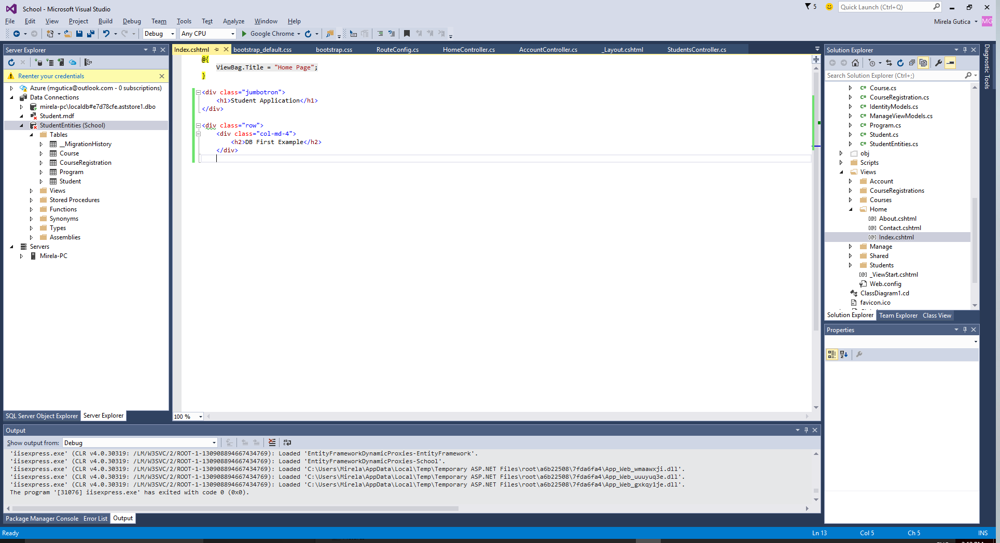 School - Microsoft Visual Studio
5
Quick Launch (Ctrl+Q)
File Edit View Project Build Debug Team Tools Test Analyze Window Help
Mirela Gutica
MG
Debug Any CPU Google Chrome
Server Explorer
Reenter your credentials
Azure (mgutica@outlook.com - 0 subscriptions)
Data Connections
mirela-pc\localdb#e7d78cfe.aststore1.dbo
Student.mdf
StudentEntities (School)
Tables
__MigrationHistory
Course
CourseRegistration
Program
Student
Views
Stored Procedures
Functions
Synonyms
Types
Assemblies
Servers
Mirela-PC
SQL Server Object Explorer Server Explorer
Index.cshtml bootstrap_default.css bootstrap.css RouteConfig.cs HomeController.cs AccountController.cs _Layout.cshtml StudentsController.cs
@{
ViewBag.Title = "Home Page";
}
<div class="jumbotron">
<h1>Student Application</h1>
</div>
<div class="row">
<div class="col-md-4">
<h2>DB First Example</h2>
</div>
100 %
Solution Explorer
Search Solution Explorer (Ctrl+;)
C# Course.cs
C# CourseRegistration.cs
C# IdentityModels.cs
C# ManageViewModels.cs
C# Program.cs
C# Student.cs
C# StudentEntities.cs
obj
Scripts
Views
Account
CourseRegistrations
Courses
Home
[@] About.cshtml
[@] Contact.cshtml
[@] Index.cshtml
Manage
Shared
Students
[@] _ViewStart.cshtml
Web.config
ClassDiagram1.cd
favicon.ico
Solution Explorer Team Explorer Class View
Diagnostic Tools
Properties
Output
Show output from: Debug
'iisexpress.exe' (CLR v4.0.30319: /LM/W3SVC/2/ROOT-1-130908894667434769): Loaded 'EntityFrameworkDynamicProxies-EntityFramework'.
'iisexpress.exe' (CLR v4.0.30319: /LM/W3SVC/2/ROOT-1-130908894667434769): Loaded 'EntityFrameworkDynamicProxies-School'.
'iisexpress.exe' (CLR v4.0.30319: /LM/W3SVC/2/ROOT-1-130908894667434769): Loaded 'C:\Users\Mirela\AppData\Local\Temp\Temporary ASP.NET Files\root\a6b22508\7fda6fa4\App_Web_wmaawxji.dll'.
'iisexpress.exe' (CLR v4.0.30319: /LM/W3SVC/2/ROOT-1-130908894667434769): Loaded 'C:\Users\Mirela\AppData\Local\Temp\Temporary ASP.NET Files\root\a6b22508\7fda6fa4\App_Web_uuuyuq3e.dll'.
'iisexpress.exe' (CLR v4.0.30319: /LM/W3SVC/2/ROOT-1-130908894667434769): Loaded 'C:\Users\Mirela\AppData\Local\Temp\Temporary ASP.NET Files\root\a6b22508\7fda6fa4\App_Web_gxkqy1je.dll'.
The program '[31076] iisexpress.exe' has exited with code 0 (0x0).
Package Manager Console Error List Output
Ready
Ln 13 Col 5 Ch 5 INS